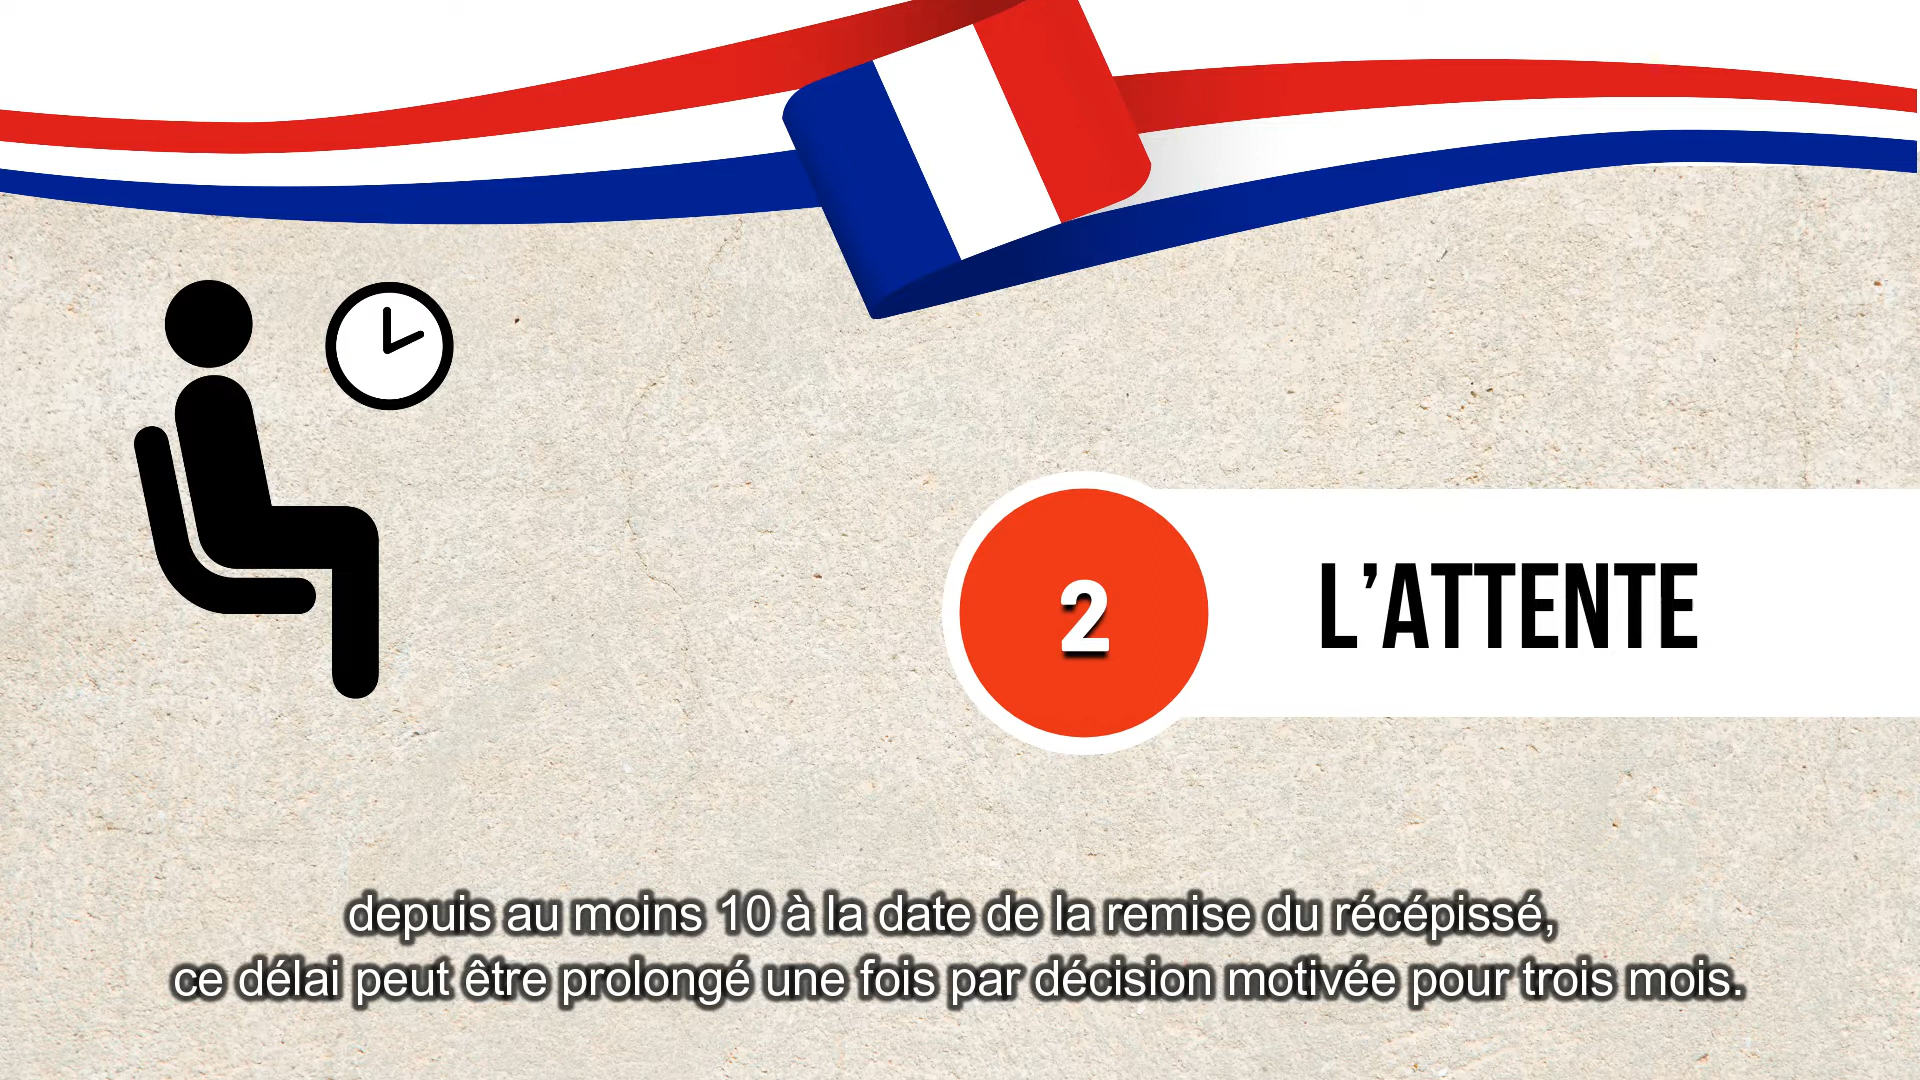 2
L’ATTENTE
depuis au moins 10 à la date de la remise du récépissé,
ce délai peut être prolongé une fois par décision motivée pour trois mois.